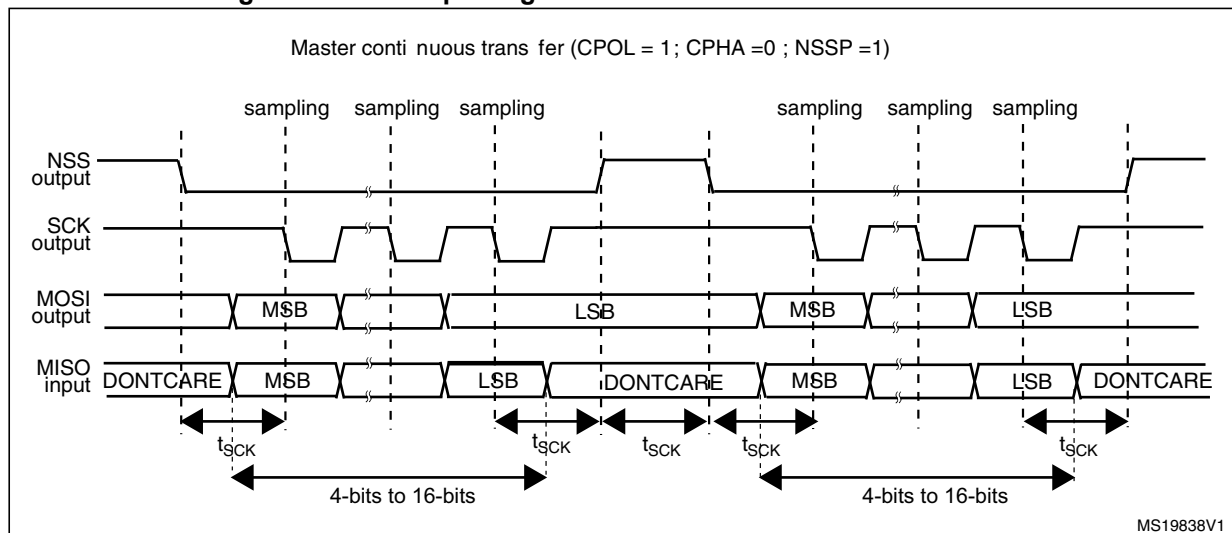 Master conti nuous trans fer (CPOL = 1; CPHA =0 ; NSSP =1)
sampling sampling sampling sampling sampling sampling
NSS
output
SCK
output
MOSI
output
MSB LSB MSB LSB
MISO
input
DONTCARE MSB LSB DONTCARE MSB LSB DONTCARE
tSCK tSCK tSCK tSCK tSCK
4-bits to 16-bits 4-bits to 16-bits
MS19838V1